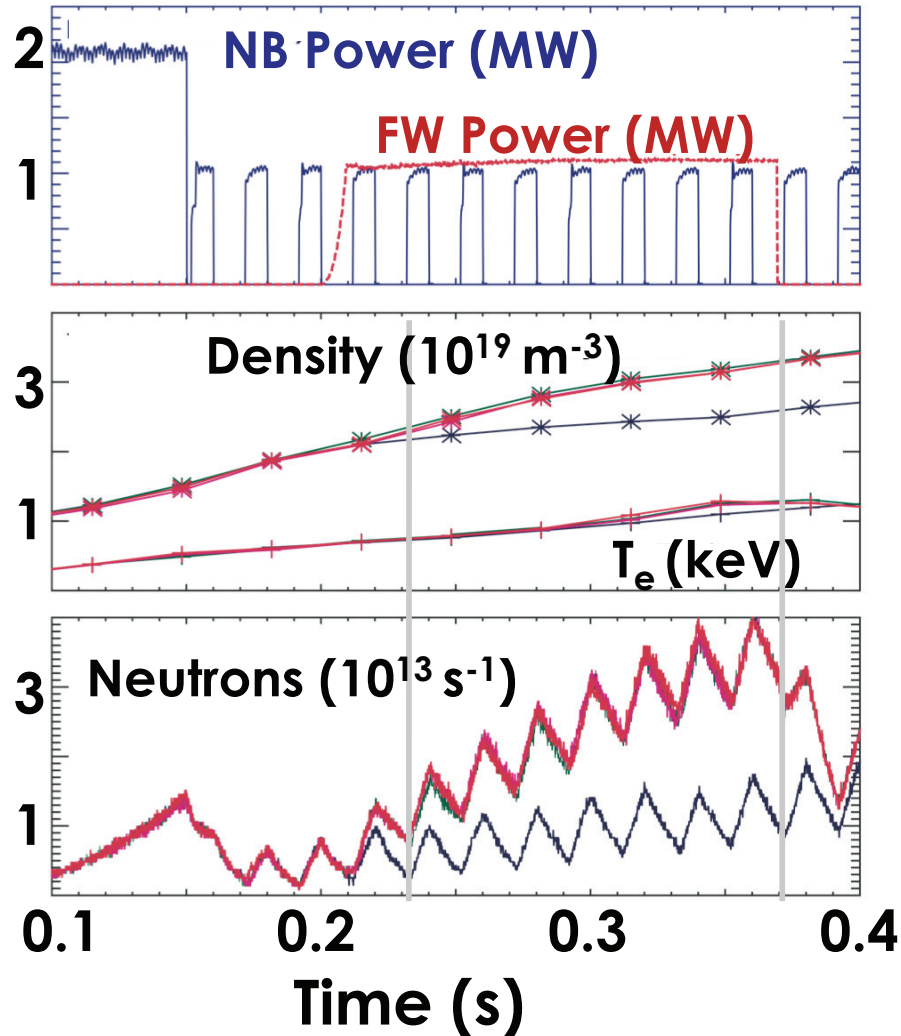 2
NB Power (MW)
FW Power (MW)
1
Density (10¹⁹ m⁻³)
3
1
Tₑ (keV)
Neutrons (10¹³ s⁻¹)
3
1
0.1 0.2 0.3 0.4
Time (s)